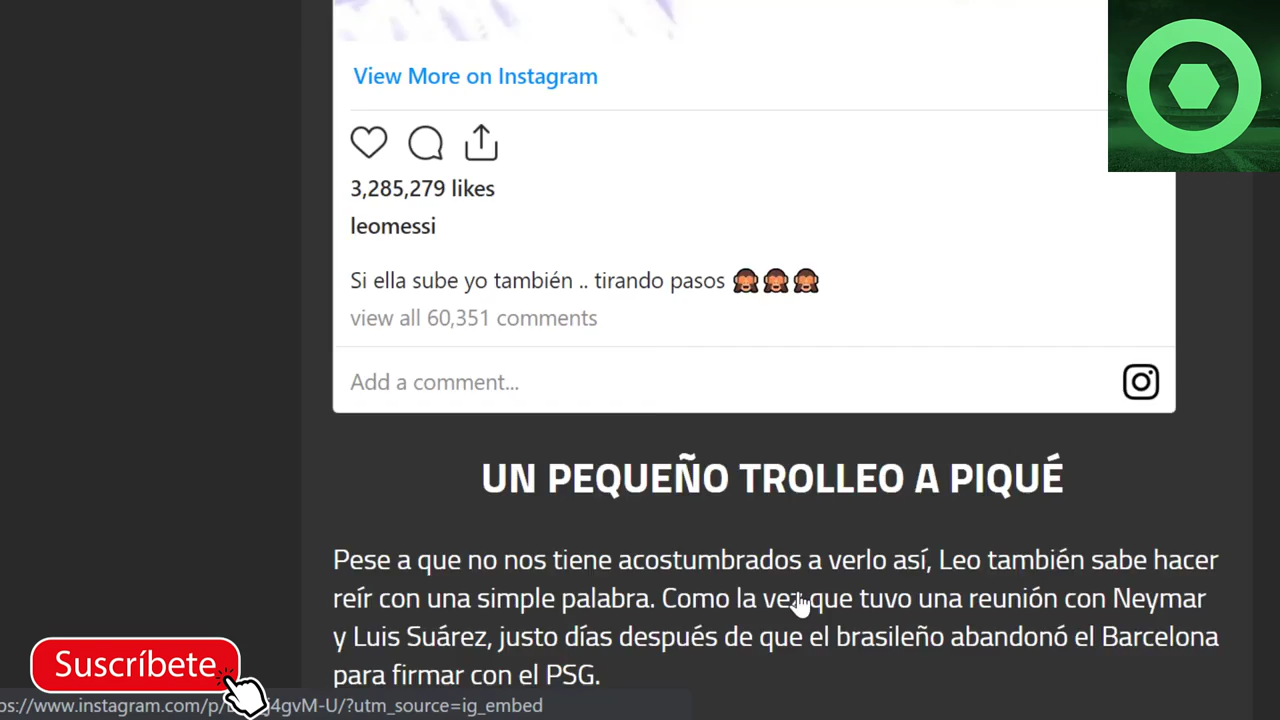 View More on Instagram
3,285,279 likes
leomessi
Si ella sube yo también .. tirando pasos 🙈🙈🙈
view all 60,351 comments
Add a comment...
UN PEQUEÑO TROLLEO A PIQUÉ
Pese a que no nos tiene acostumbrados a verlo así, Leo también sabe hacer
reír con una simple palabra. Como la vez que tuvo una reunión con Neymar
y Luis Suárez, justo días después de que el brasileño abandonó el Barcelona
para firmar con el PSG.
Suscríbete